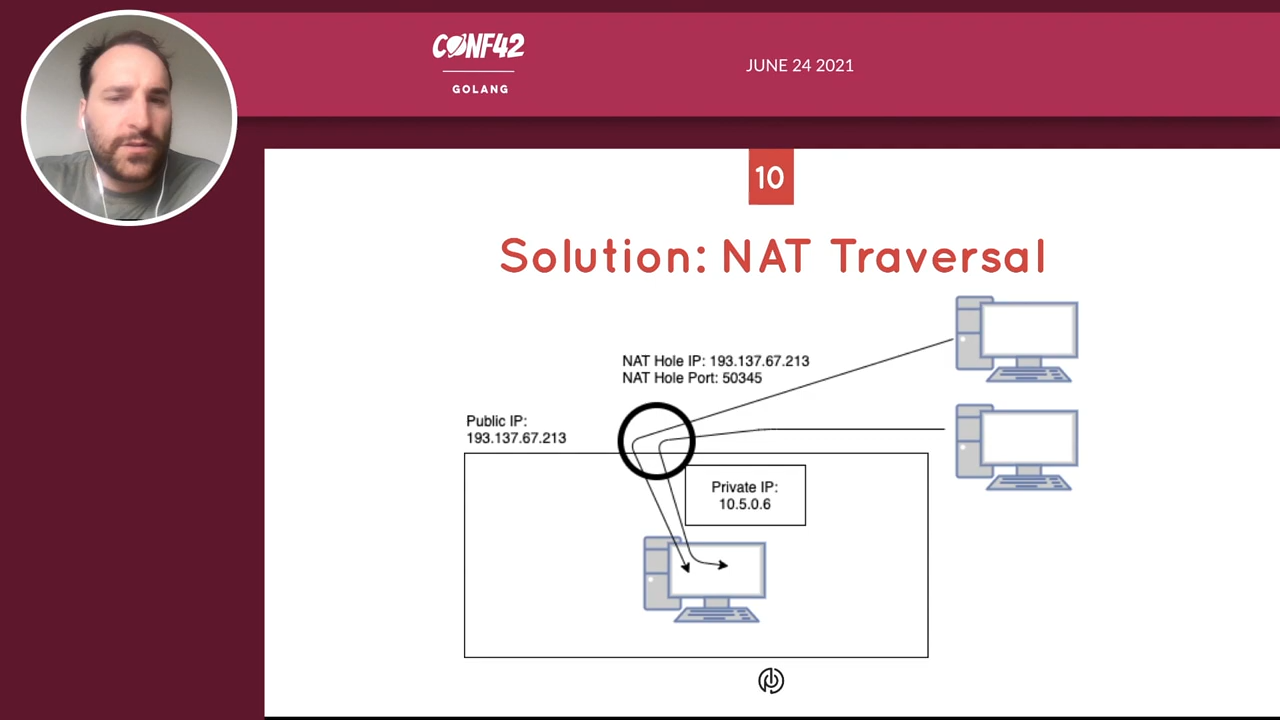 CONF42
GOLANG
JUNE 24 2021
10
Solution: NAT Traversal
NAT Hole IP: 193.137.67.213
NAT Hole Port: 50345
Public IP:
193.137.67.213
Private IP:
10.5.0.6